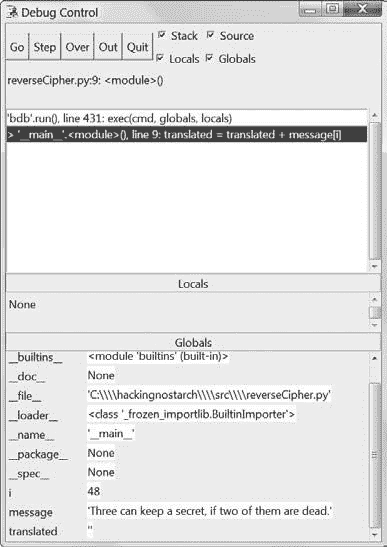 Debug Control
Go Step Over Out Quit Stack Source
Locals Globals
reverseCipher.py:9: <module>()
'bdb'.run(), line 431: exec(cmd, globals, locals)
> '__main__'.<module>(), line 9: translated = translated + message[i]
Locals
None
Globals
__builtins__ <module 'builtins' (built-in)>
__doc__ None
__file__ 'C:\\\\hackingnostarch\\\\src\\\\reverseCipher.py'
__loader__ <class '_frozen_importlib.BuiltinImporter'>
__name__ '__main__'
__package__ None
__spec__ None
i 48
message 'Three can keep a secret, if two of them are dead.'
translated ''